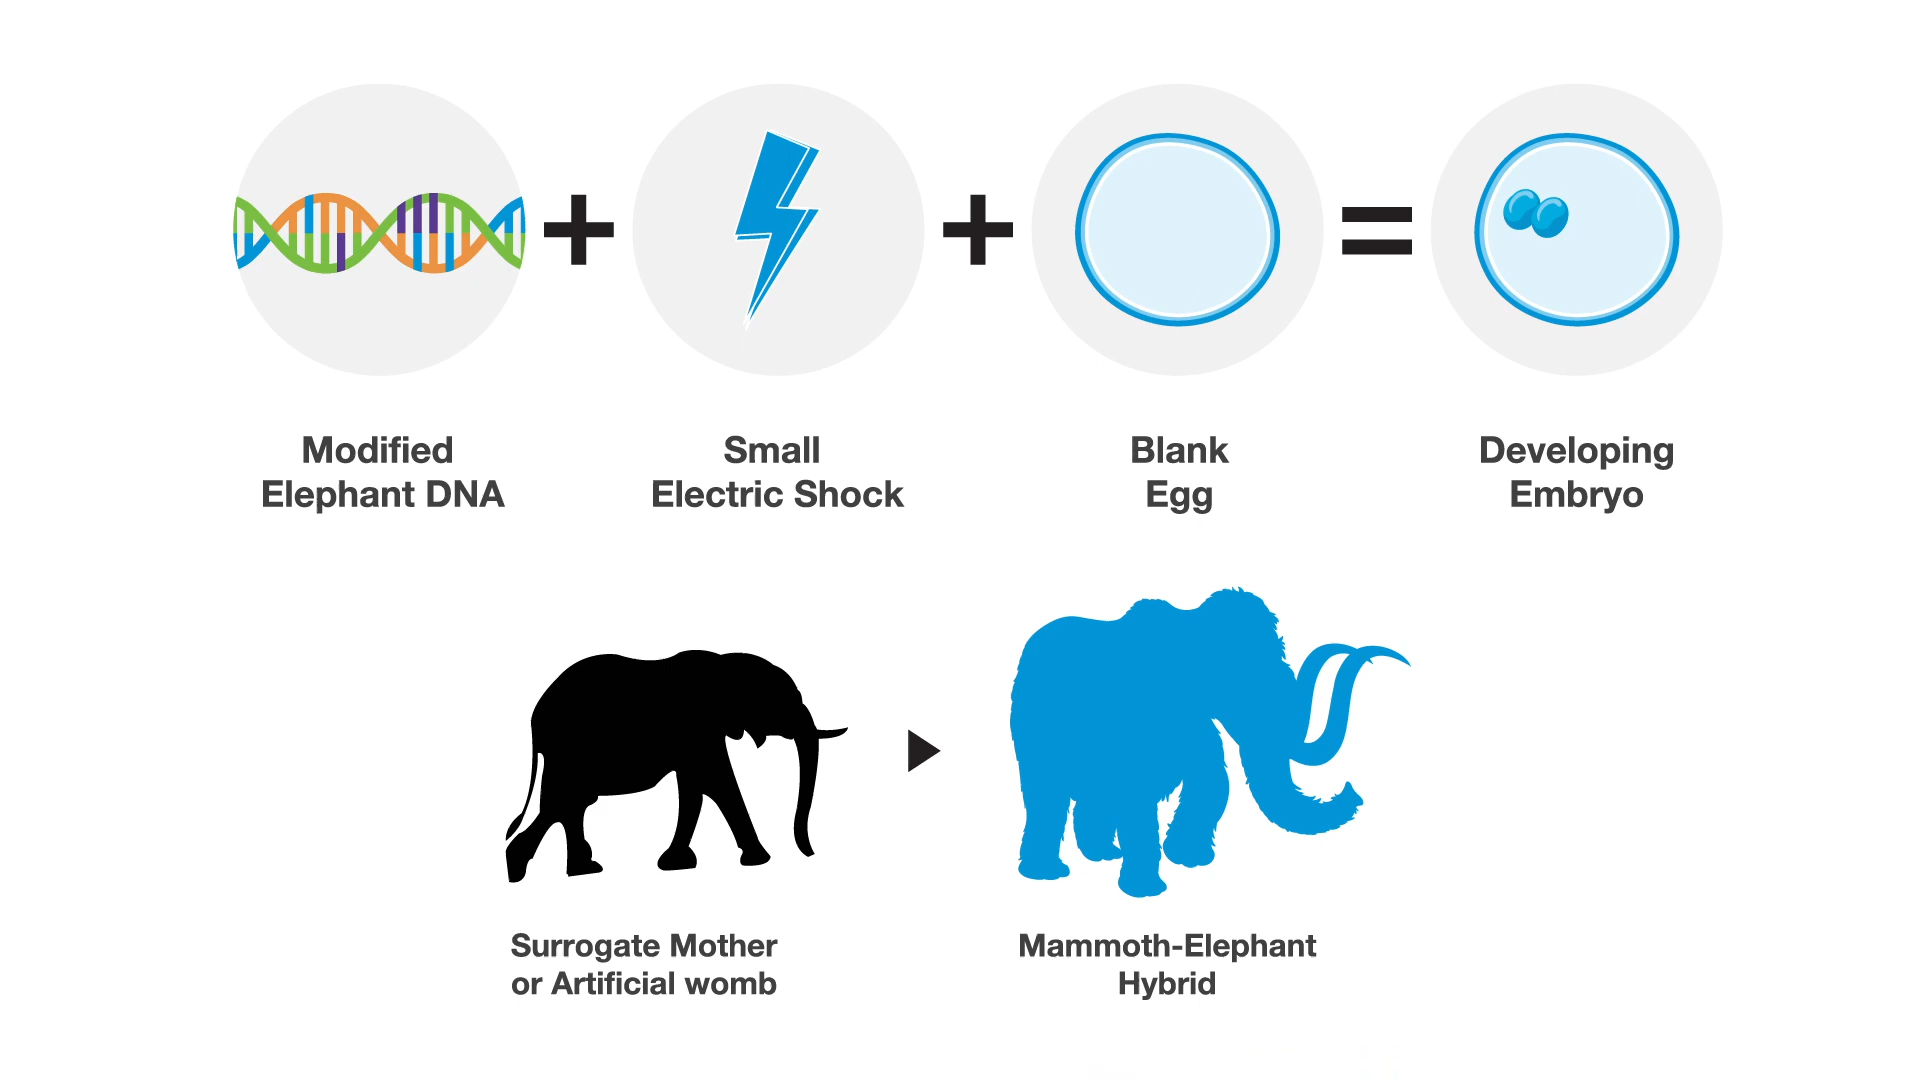 Modified
Elephant DNA
Small
Electric Shock
Blank
Egg
Developing
Embryo
Surrogate Mother
or Artificial womb
Mammoth-Elephant
Hybrid